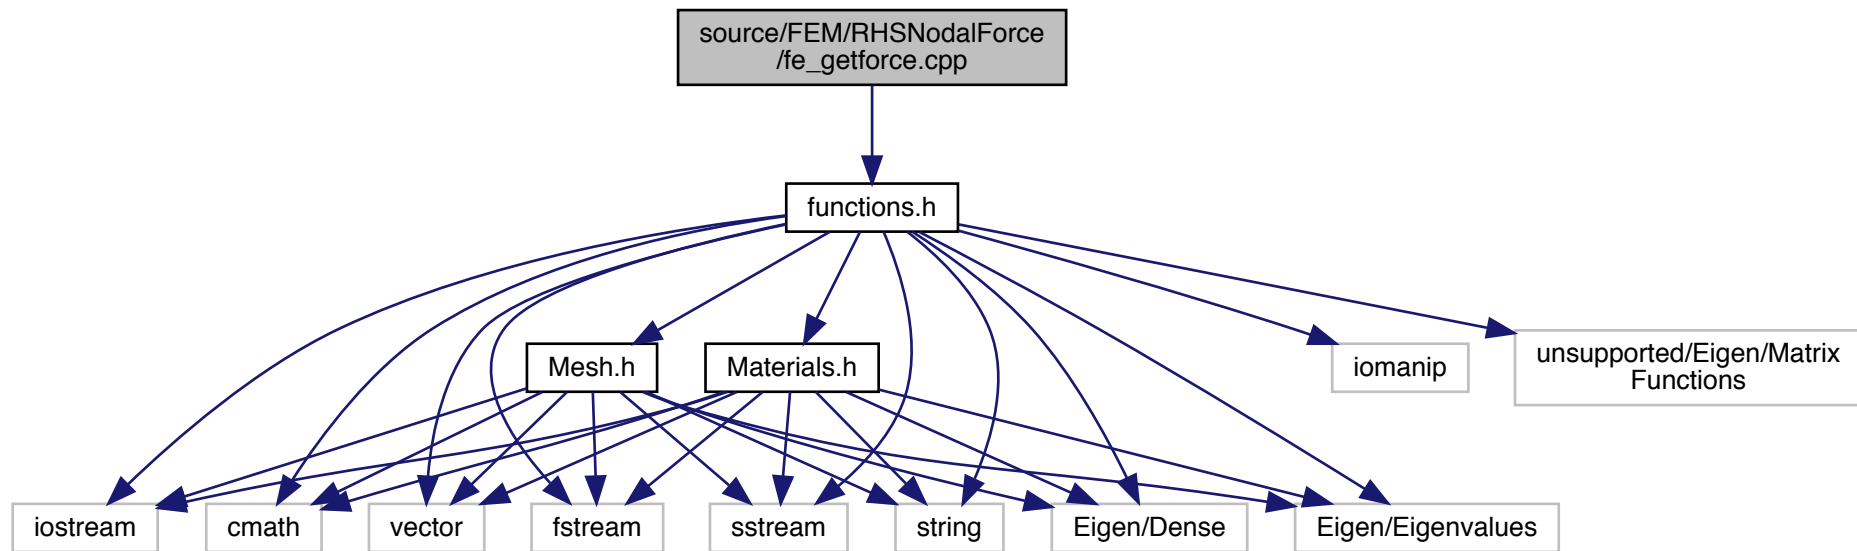 source/FEM/RHSNodalForce
/fe_getforce.cpp
functions.h
Mesh.h
Materials.h
iomanip
unsupported/Eigen/Matrix
Functions
iostream
cmath
vector
fstream
sstream
string
Eigen/Dense
Eigen/Eigenvalues